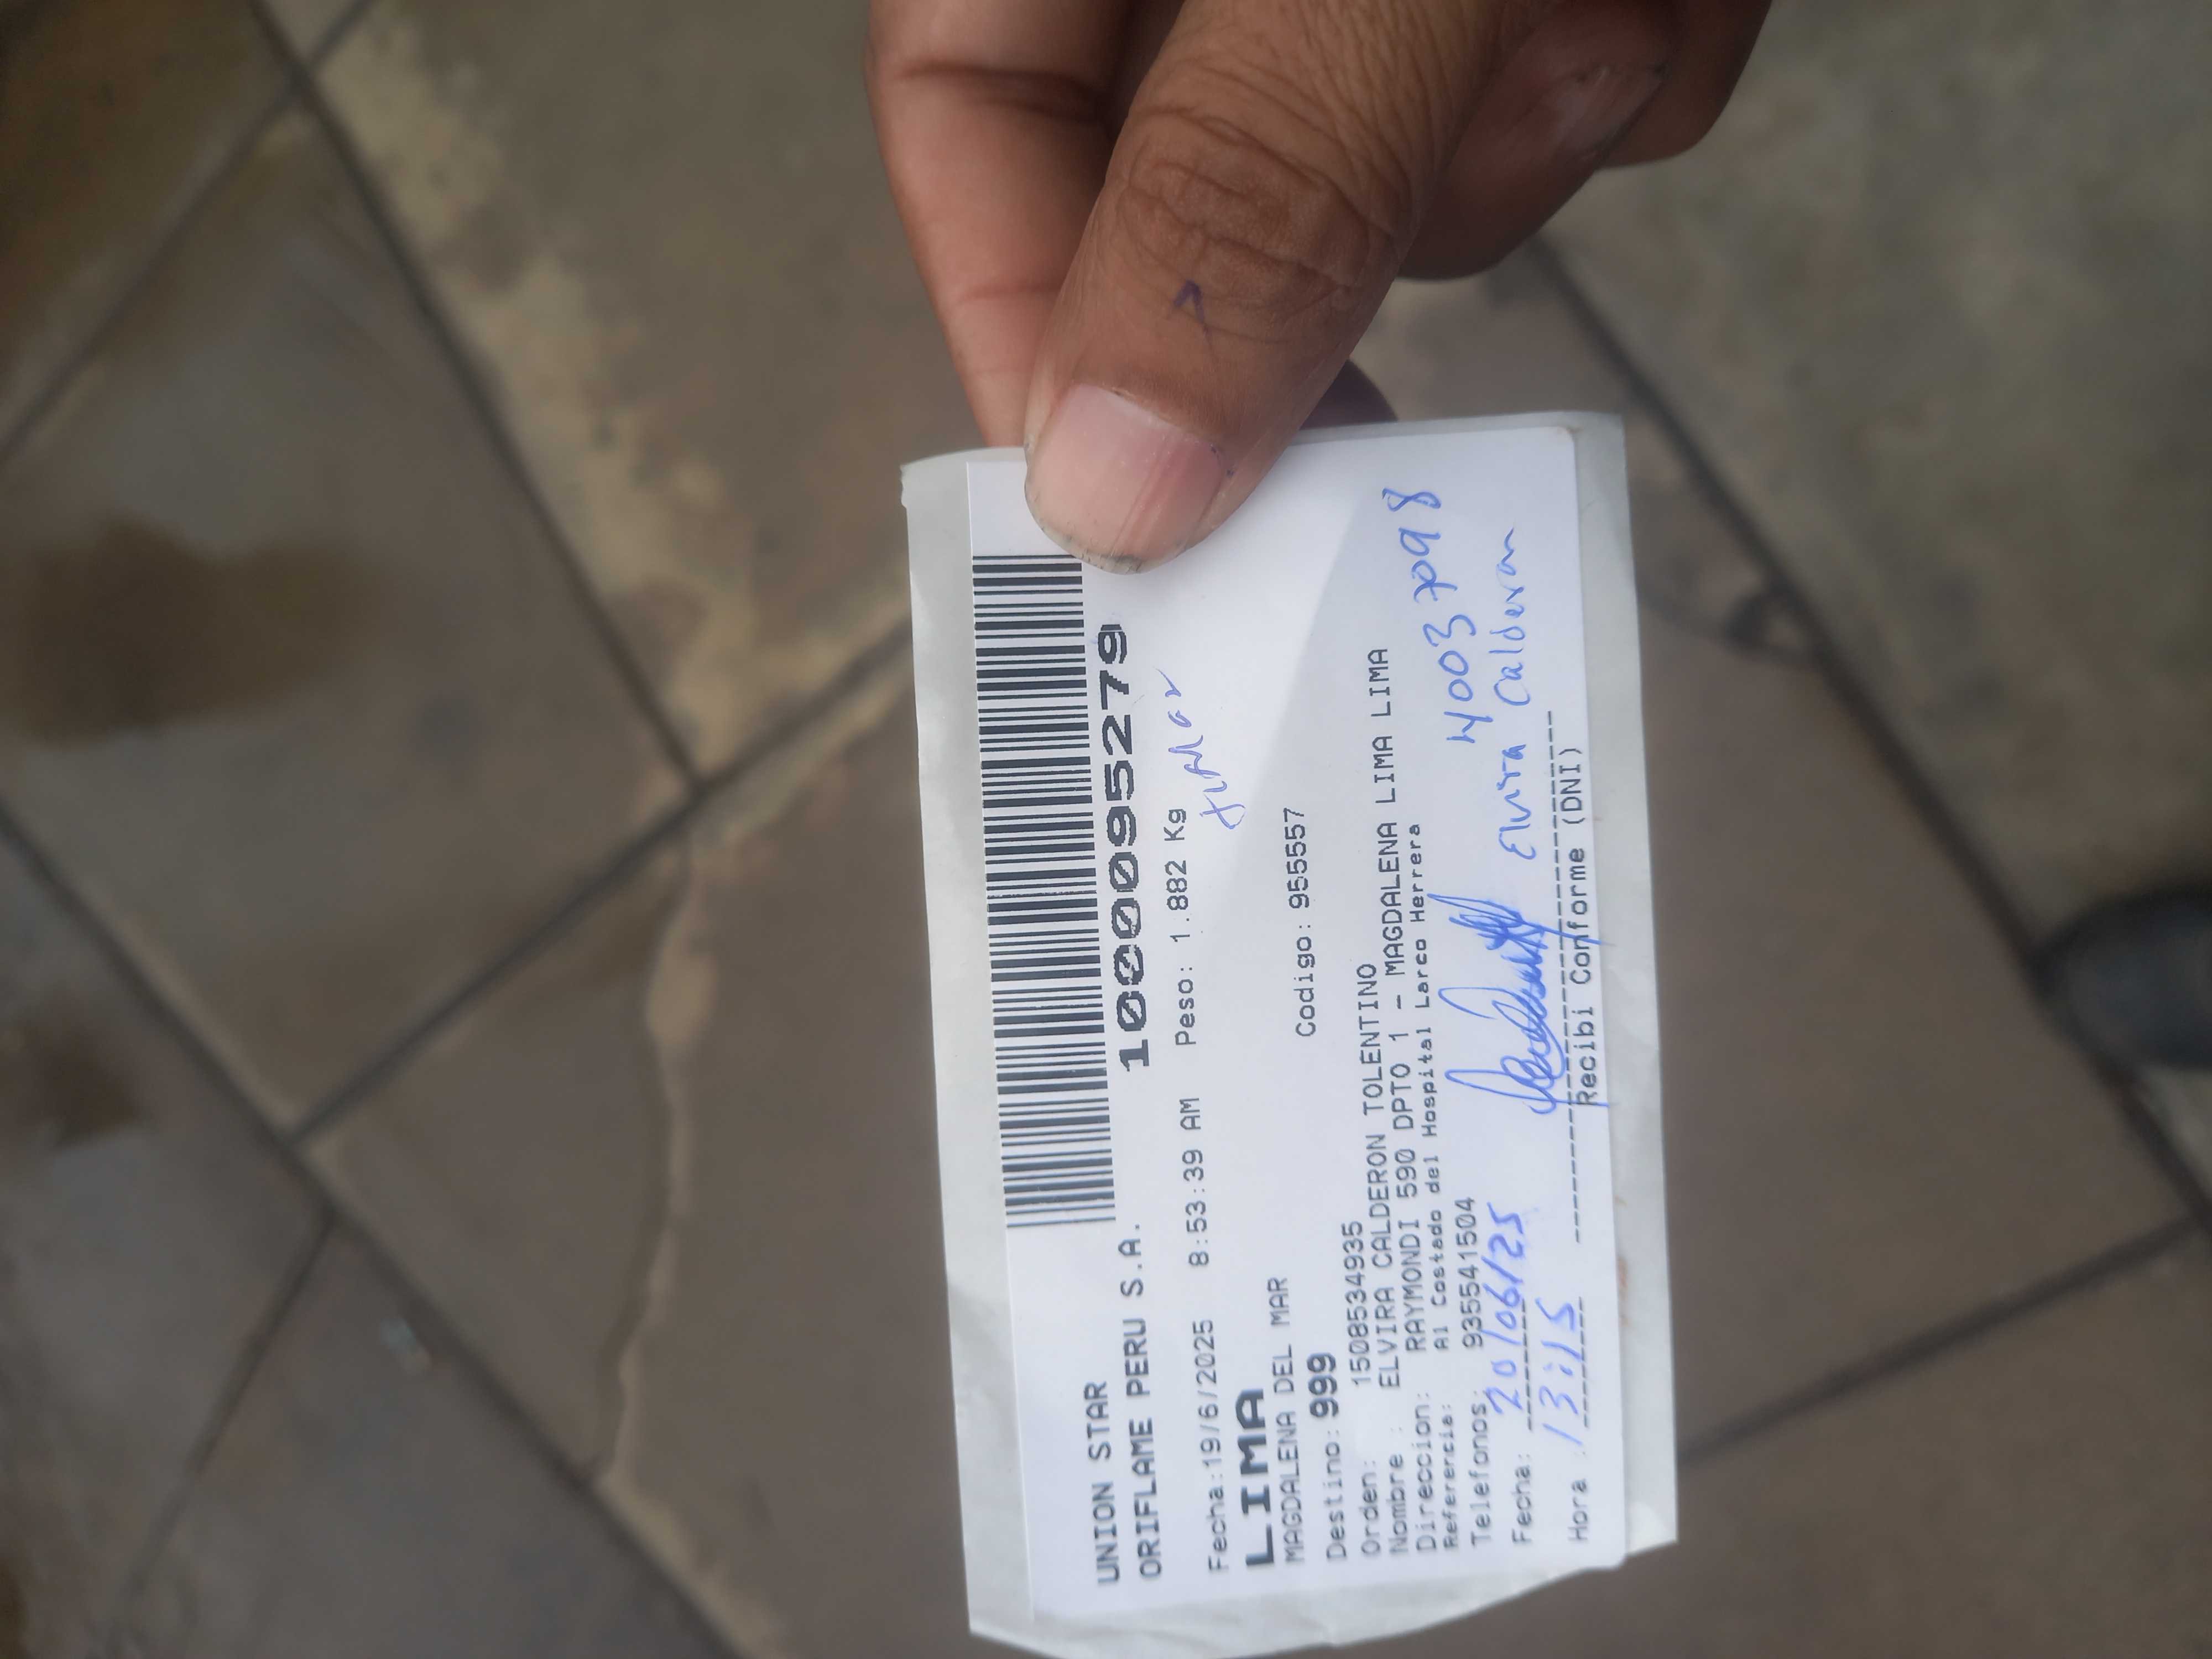 UNION STAR
ORIFLAME PERU S.A. 1000095279
Fecha:19/6/2025 8:53:39 AM Peso: 1.882 Kg
LIMA
MAGDALENA DEL MAR
Destino: 999 Codigo: 955557
Orden: 1508534935
Nombre : ELVIRA CALDERON TOLENTINO
Direccion: RAYMONDI 590 DPTO 1 - MAGDALENA LIMA LIMA
Referencia: Al Costado del Hospital Larco Herrera
Telefonos: 935541504 40037098
Fecha: 20/06/25 Elvira Calderon
Hora : 13:15
Recibi Conforme (DNI)